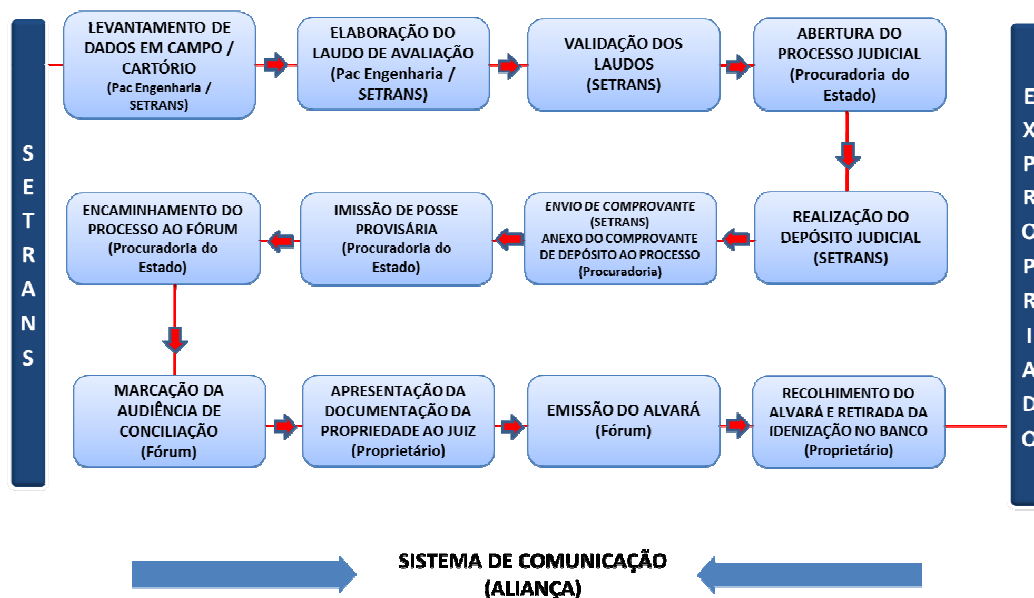 SETRANS
LEVANTAMENTO DE
DADOS EM CAMPO /
CARTÓRIO
(Pac Engenharia /
SETRANS)
ELABORAÇÃO DO
LAUDO DE AVALIAÇÃO
(Pac Engenharia /
SETRANS)
VALIDAÇÃO DOS
LAUDOS
(SETRANS)
ABERTURA DO
PROCESSO JUDICIAL
(Procuradoria do
Estado)
REALIZAÇÃO DO
DEPÓSITO JUDICIAL
(SETRANS)
ENVIO DE COMPROVANTE
(SETRANS)
ANEXO DO COMPROVANTE
DE DEPÓSITO AO PROCESSO
(Procuradoria)
IMISSÃO DE POSSE
PROVISÁRIA
(Procuradoria do
Estado)
ENCAMINHAMENTO DO
PROCESSO AO FÓRUM
(Procuradoria do
Estado)
MARCAÇÃO DA
AUDIÊNCIA DE
CONCILIAÇÃO
(Fórum)
APRESENTAÇÃO DA
DOCUMENTAÇÃO DA
PROPRIEDADE AO JUIZ
(Proprietário)
EMISSÃO DO ALVARÁ
(Fórum)
RECOLHIMENTO DO
ALVARÁ E RETIRADA DA
IDENIZAÇÃO NO BANCO
(Proprietário)
EXPROPRIADO
SISTEMA DE COMUNICAÇÃO
(ALIANÇA)